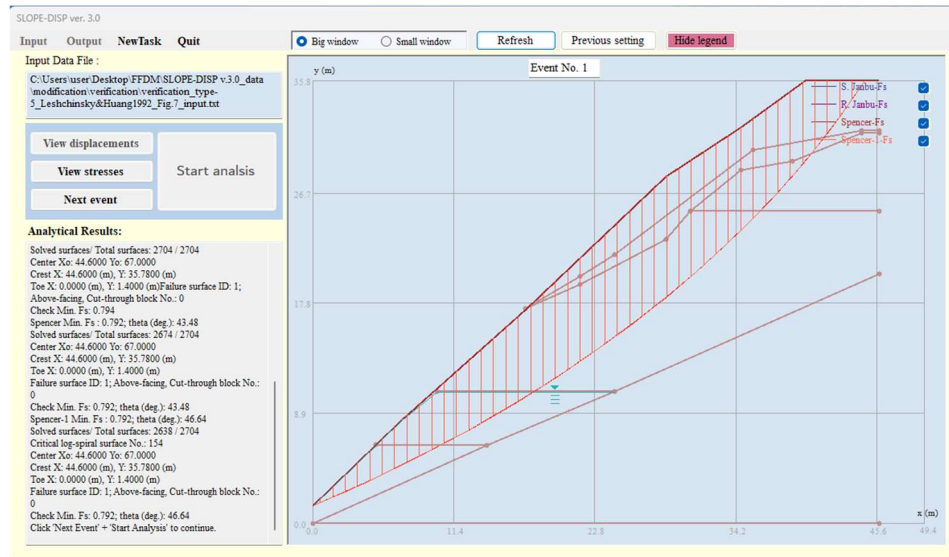 SLOPE-DISP ver. 3.0
Input Output NewTask Quit
Big window Small window Refresh Previous setting Hide legend
Input Data File :
C:\Users\user\Desktop\FFDM\SLOPE-DISP v.3.0_data
\modification\verification\verification_type-
5_Leshchinsky&Huang1992_Fig.7_input.txt
View displacements
View stresses
Next event
Start analsis
Analytical Results:
Solved surfaces/ Total surfaces: 2704 / 2704
Center Xo: 44.6000 Yo: 67.0000
Crest X: 44.6000 (m), Y: 35.7800 (m)
Toe X: 0.0000 (m), Y: 1.4000 (m)Failure surface ID: 1;
Above-facing, Cut-through block No.: 0
Check Min. Fs: 0.794
Spencer Min. Fs : 0.792; theta (deg.): 43.48
Solved surfaces/ Total surfaces: 2674 / 2704
Center Xo: 44.6000 Yo: 67.0000
Crest X: 44.6000 (m), Y: 35.7800 (m)
Toe X: 0.0000 (m), Y: 1.4000 (m)
Failure surface ID: 1; Above-facing, Cut-through block No.:
0
Check Min. Fs: 0.792; theta (deg.): 43.48
Spencer-1 Min. Fs : 0.792; theta (deg.): 46.64
Solved surfaces/ Total surfaces: 2638 / 2704
Critical log-spiral surface No.: 154
Center Xo: 44.6000 Yo: 67.0000
Crest X: 44.6000 (m), Y: 35.7800 (m)
Toe X: 0.0000 (m), Y: 1.4000 (m)
Failure surface ID: 1; Above-facing, Cut-through block No.:
0
Check Min. Fs: 0.792; theta (deg.): 46.64
Click 'Next Event' + 'Start Analysis' to continue.
y (m)
Event No. 1
35.8
S. Janbu-Fs
R. Janbu-Fs
Spencer-Fs
Spencer-1-Fs
26.7
17.8
8.9
0.0
x (m)
0.0 11.4 22.8 34.2 45.6 49.4